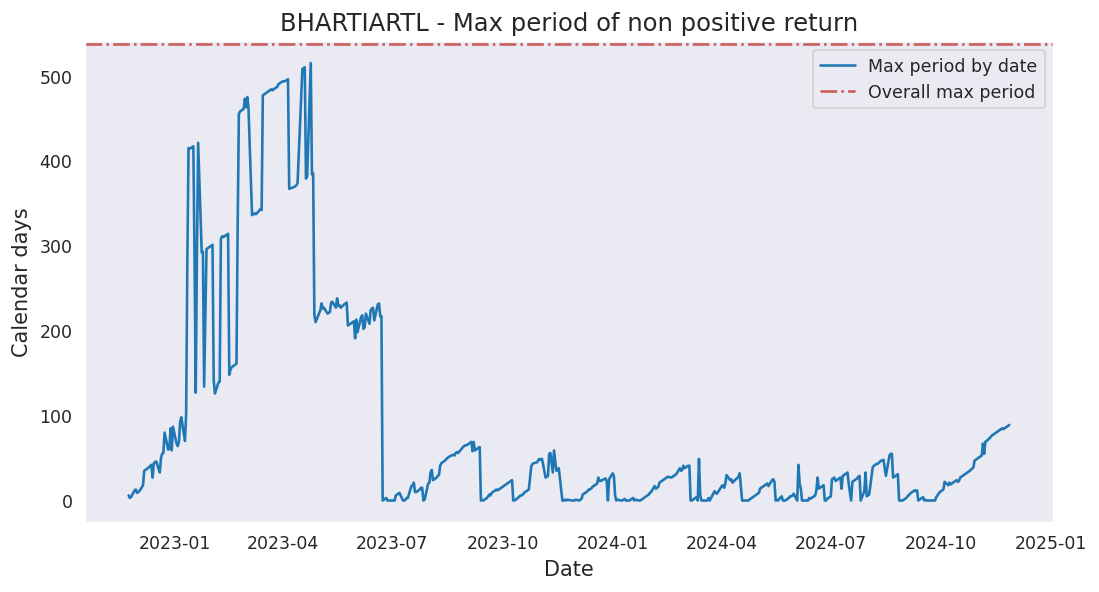 BHARTIARTL - Max period of non positive return
Max period by date
Overall max period
Calendar days
500
400
300
200
100
0
2023-01 2023-04 2023-07 2023-10 2024-01 2024-04 2024-07 2024-10 2025-01
Date